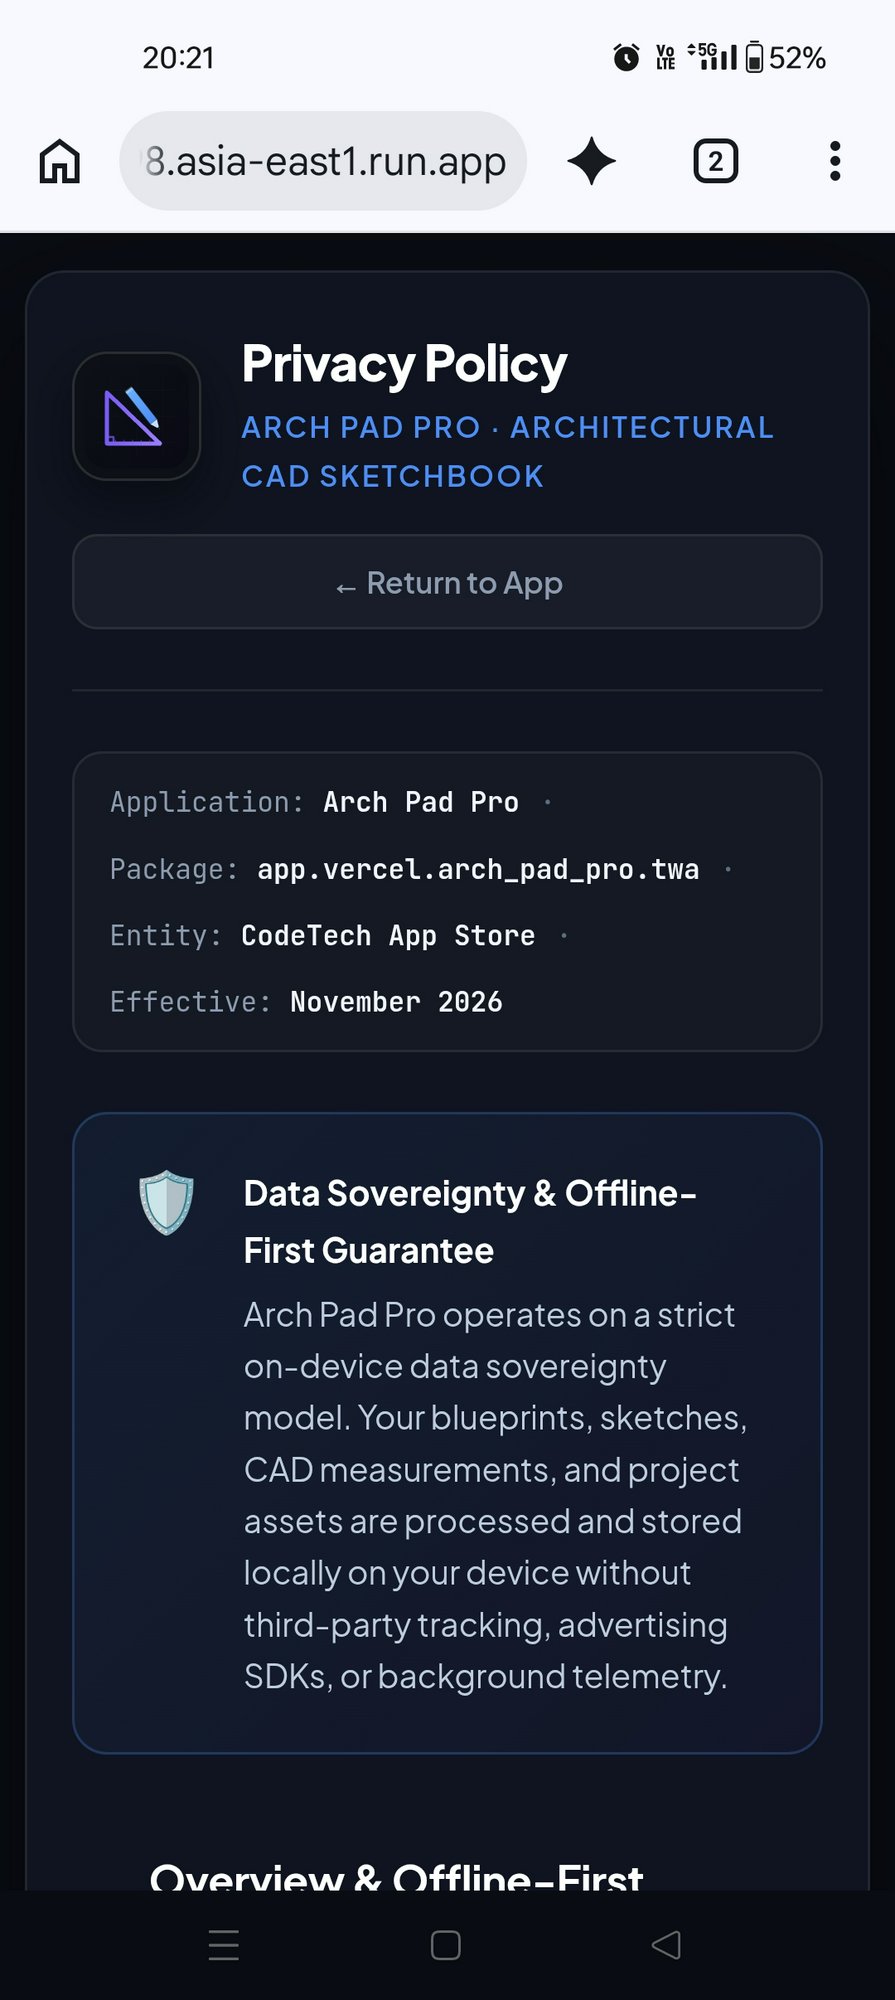 20:21
Vo LTE 5G 52%
8.asia-east1.run.app
2
Privacy Policy
ARCH PAD PRO · ARCHITECTURAL
CAD SKETCHBOOK
← Return to App
Application: Arch Pad Pro ·
Package: app.vercel.arch_pad_pro.twa ·
Entity: CodeTech App Store ·
Effective: November 2026
Data Sovereignty & Offline-
First Guarantee
Arch Pad Pro operates on a strict
on-device data sovereignty
model. Your blueprints, sketches,
CAD measurements, and project
assets are processed and stored
locally on your device without
third-party tracking, advertising
SDKs, or background telemetry.
Overview & Offline-First